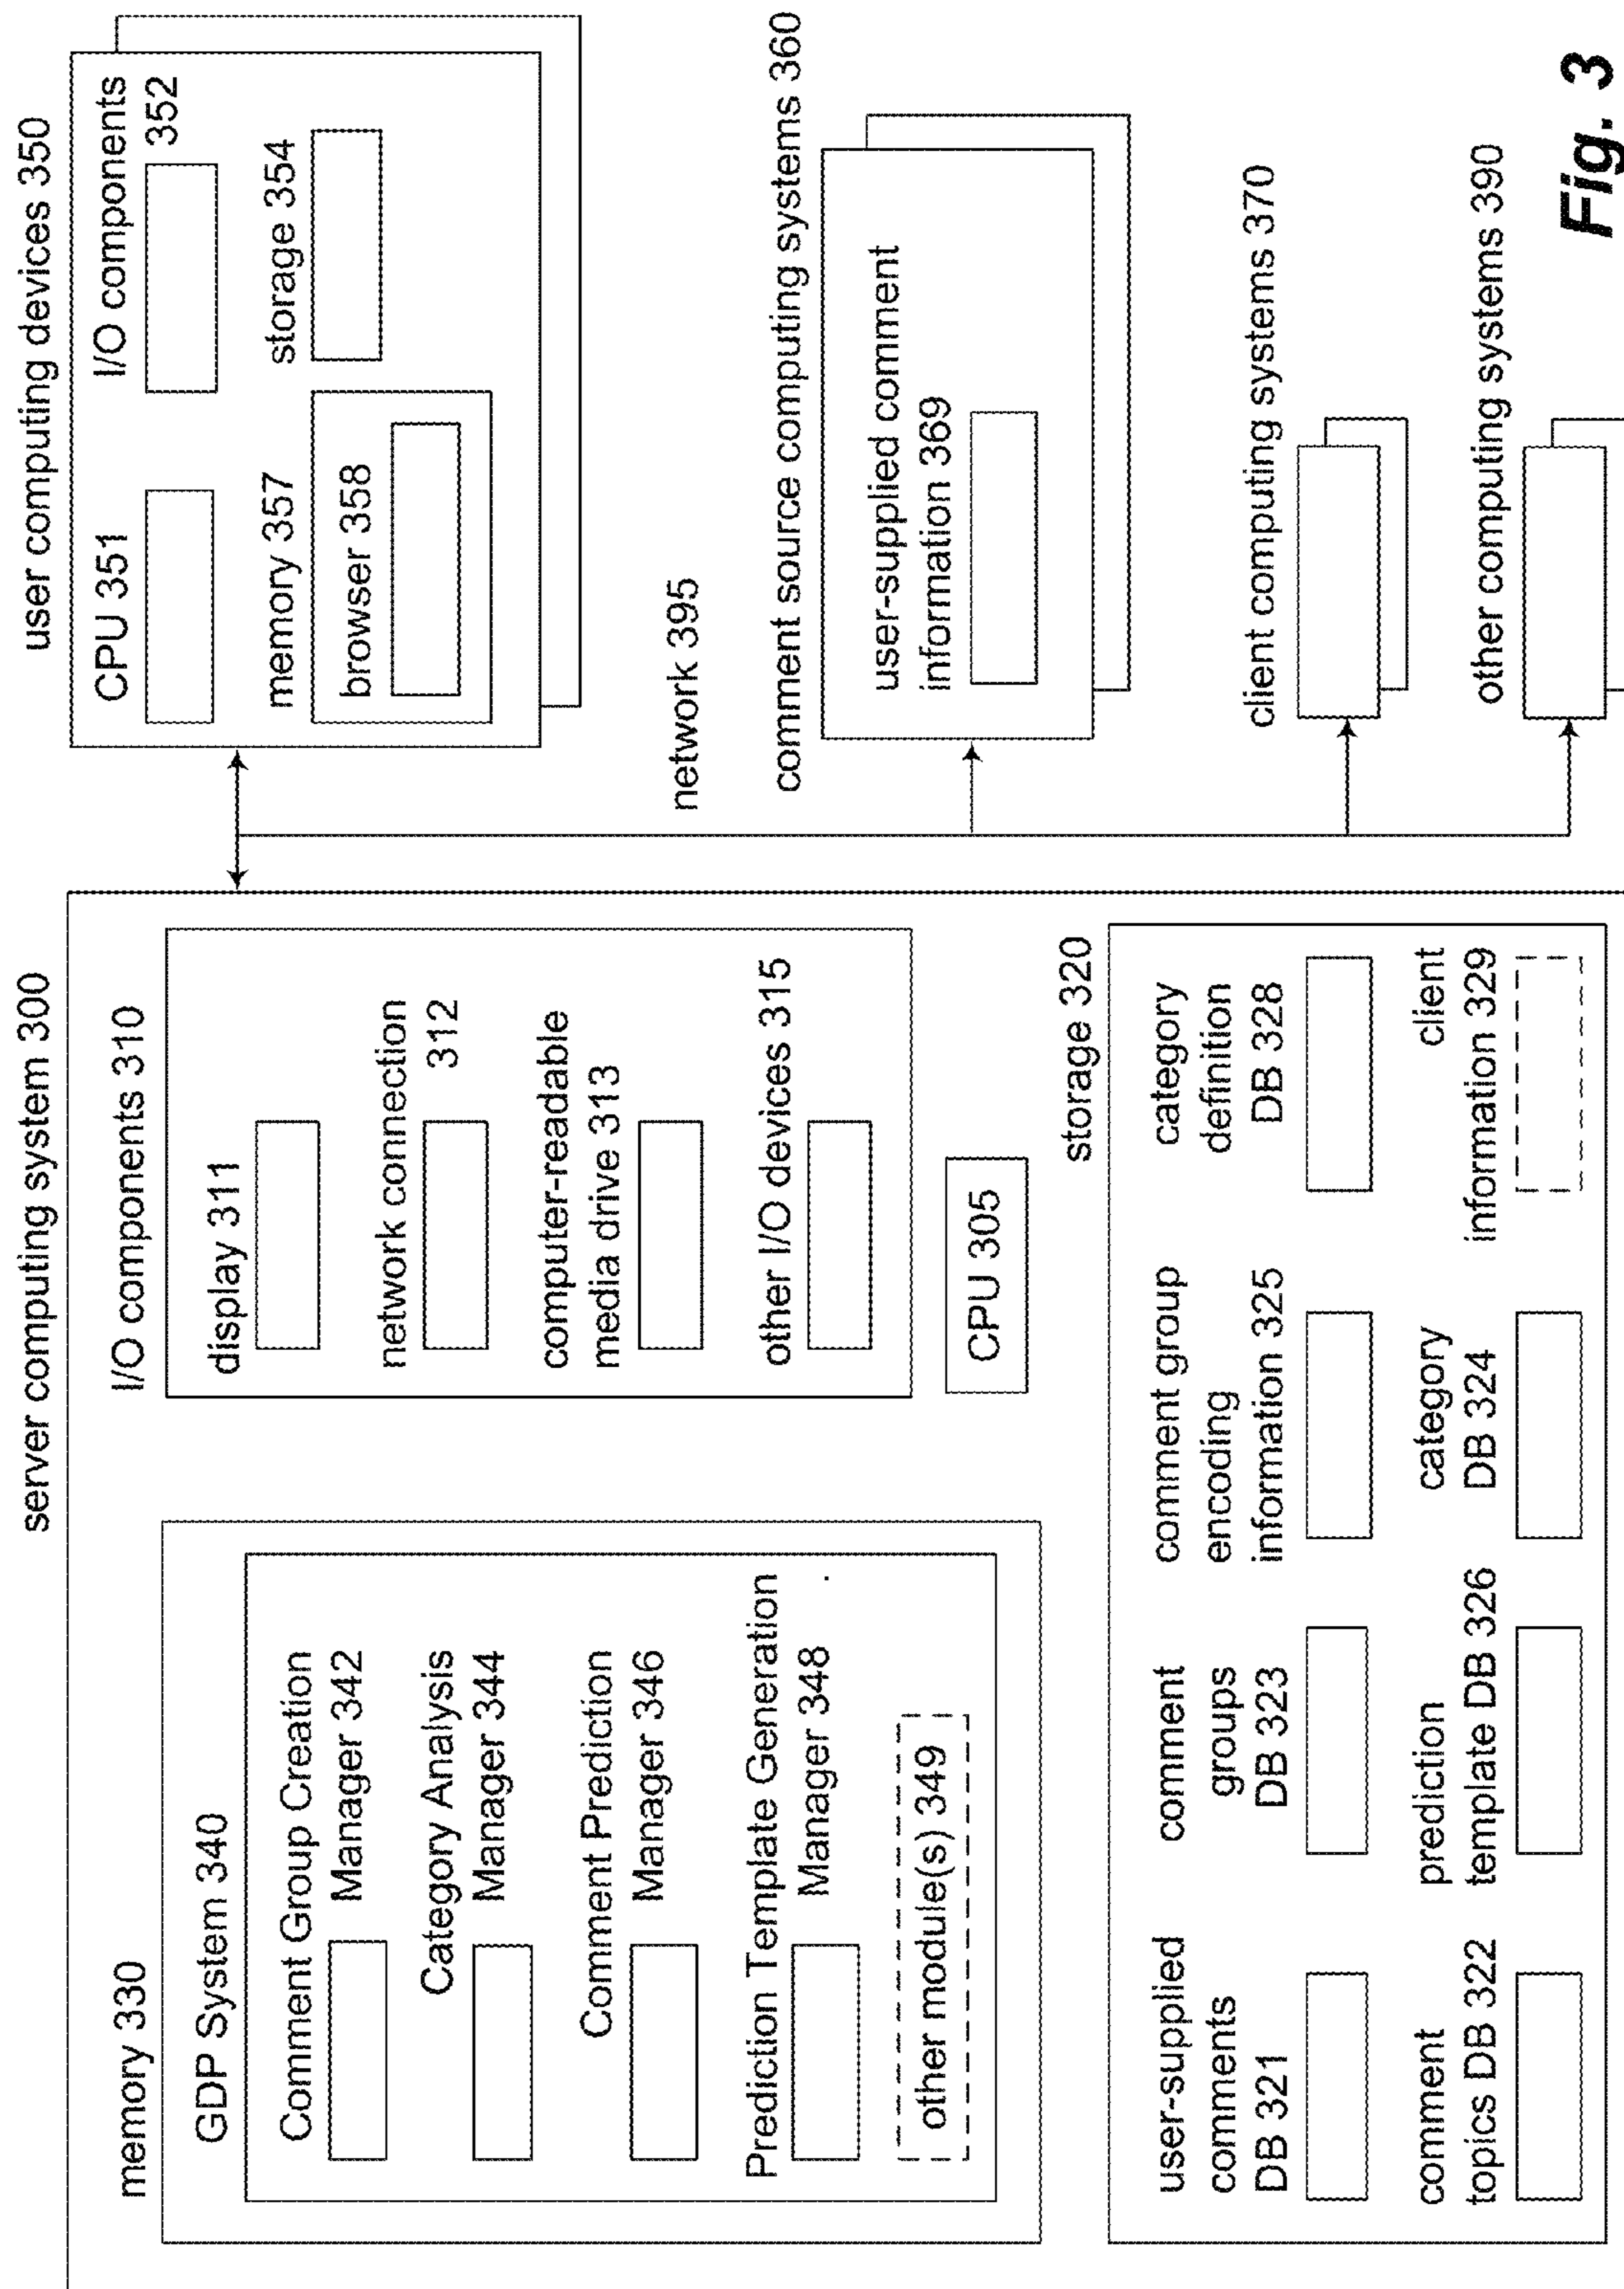 server computing system 300
memory 330
GDP System 340
Comment Group Creation
Manager 342
Category Analysis
Manager 344
Comment Prediction
Manager 346
Prediction Template Generation
Manager 348
other module(s) 349
I/O components 310
display 311
network connection
312
computer-readable
media drive 313
other I/O devices 315
CPU 305
storage 320
user-supplied
comments
DB 321
comment
groups
DB 323
comment group
encoding
information 325
category
definition
DB 328
comment
topics DB 322
prediction
template DB 326
category
DB 324
client
information 329
user computing devices 350
CPU 351
I/O components
352
memory 357
browser 358
storage 354
network 395
comment source computing systems 360
user-supplied comment
information 369
client computing systems 370
other computing systems 390
Fig. 3